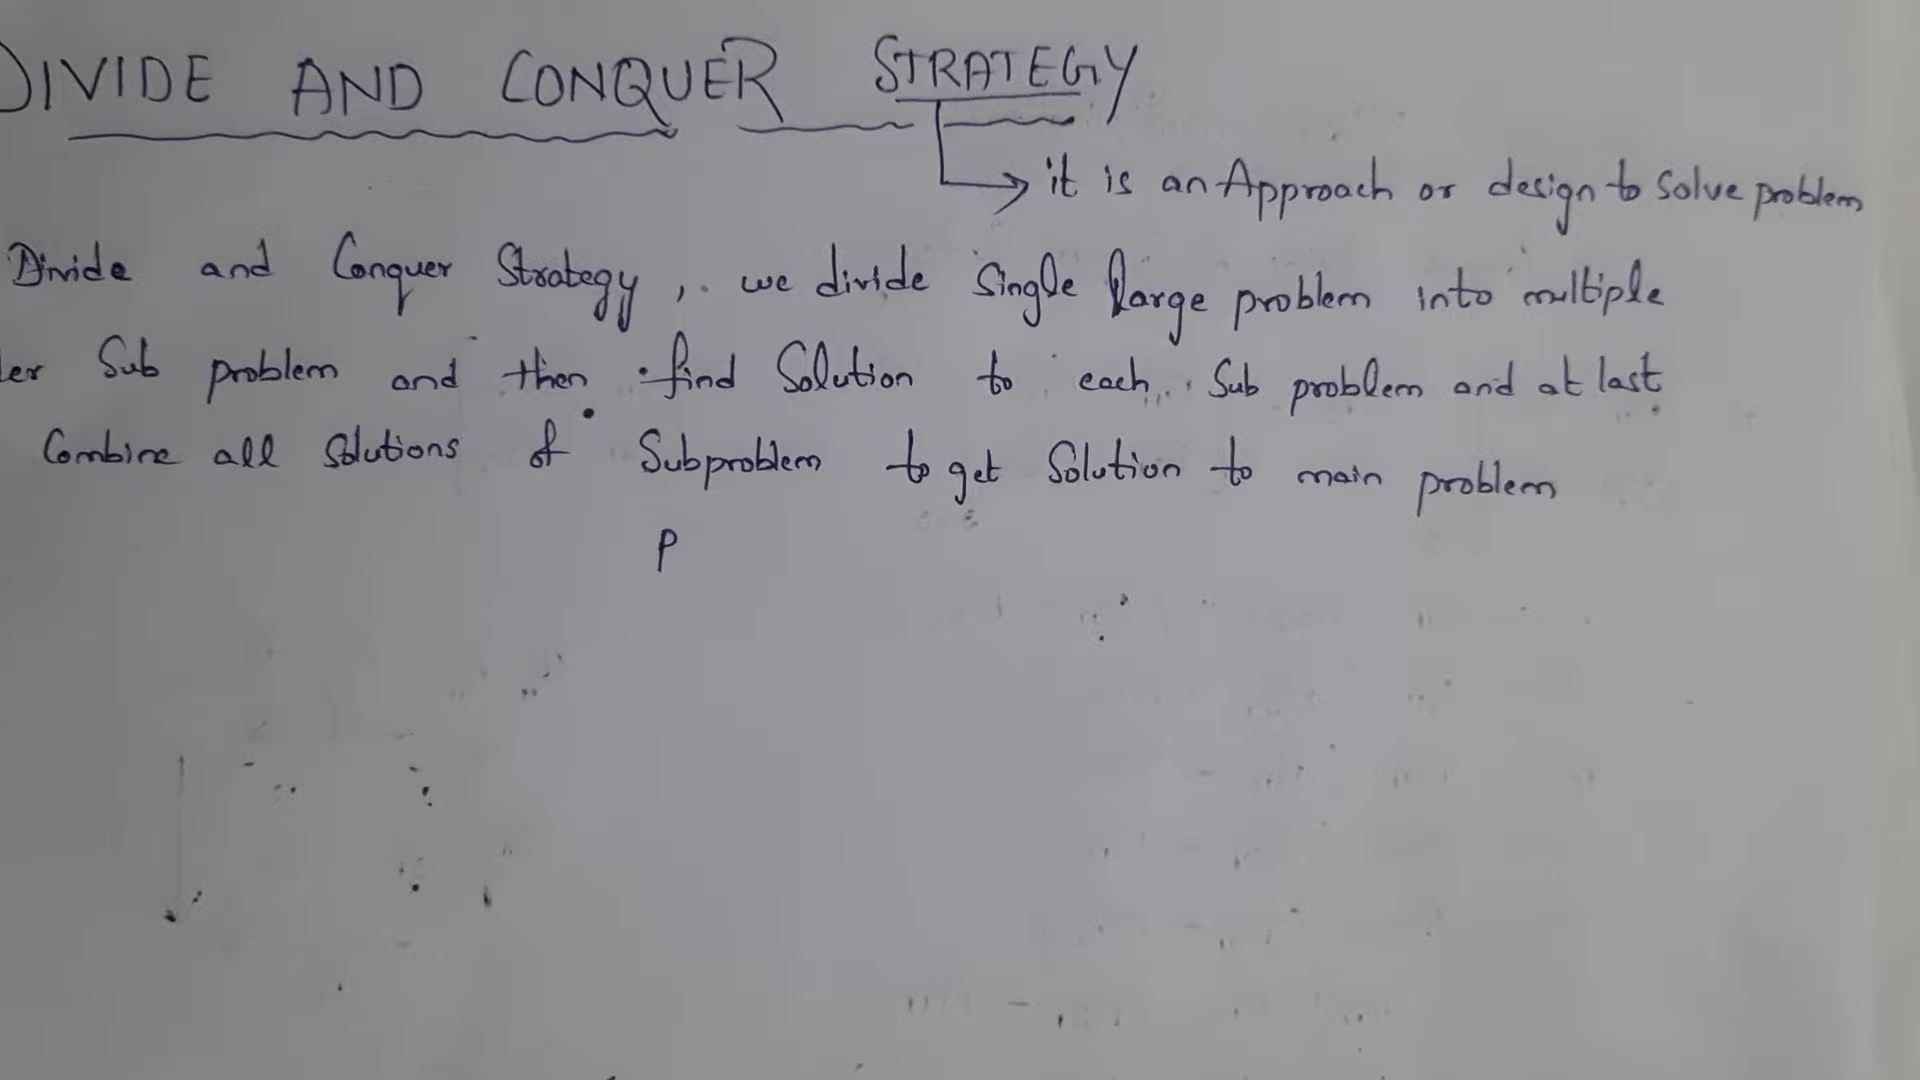 DIVIDE AND CONQUER STRATEGY
it is an Approach or design to solve problem
Divide and Conquer Strategy, we divide single large problem into multiple
ler Sub problem and then find Solution to each Sub problem and at last
Combine all solutions of Subproblem to get Solution to main problem
P